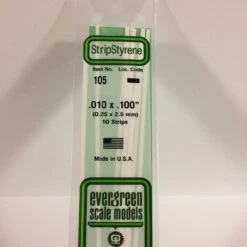 StripStyrene
Item No. Loc. Code
105
.010 x .100"
(0.25 x 2.5 mm)
10 Strips
Made in U.S.A.
evergreen
scale models